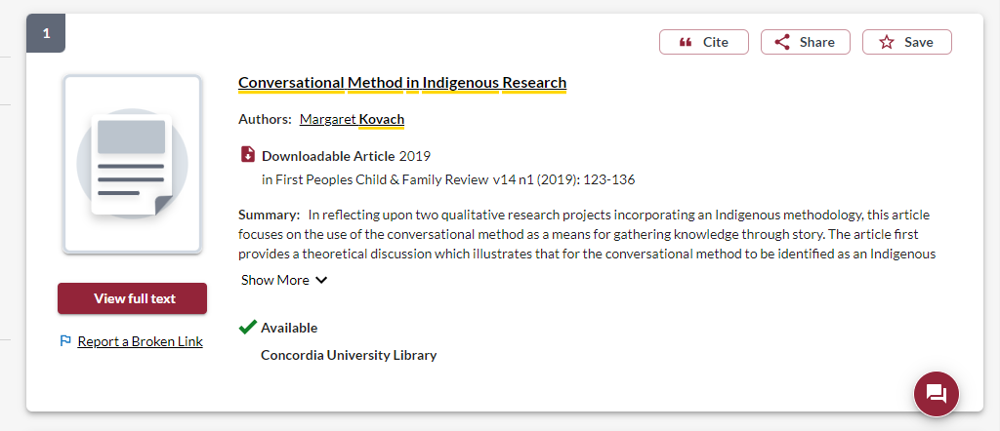 1
Cite
Share
Save
Conversational Method in Indigenous Research
Authors: Margaret Kovach
Downloadable Article 2019
in First Peoples Child & Family Review v14 n1 (2019): 123-136
Summary: In reflecting upon two qualitative research projects incorporating an Indigenous methodology, this article
focuses on the use of the conversational method as a means for gathering knowledge through story. The article first
provides a theoretical discussion which illustrates that for the conversational method to be identified as an Indigenous
Show More
View full text
Report a Broken Link
Available
Concordia University Library